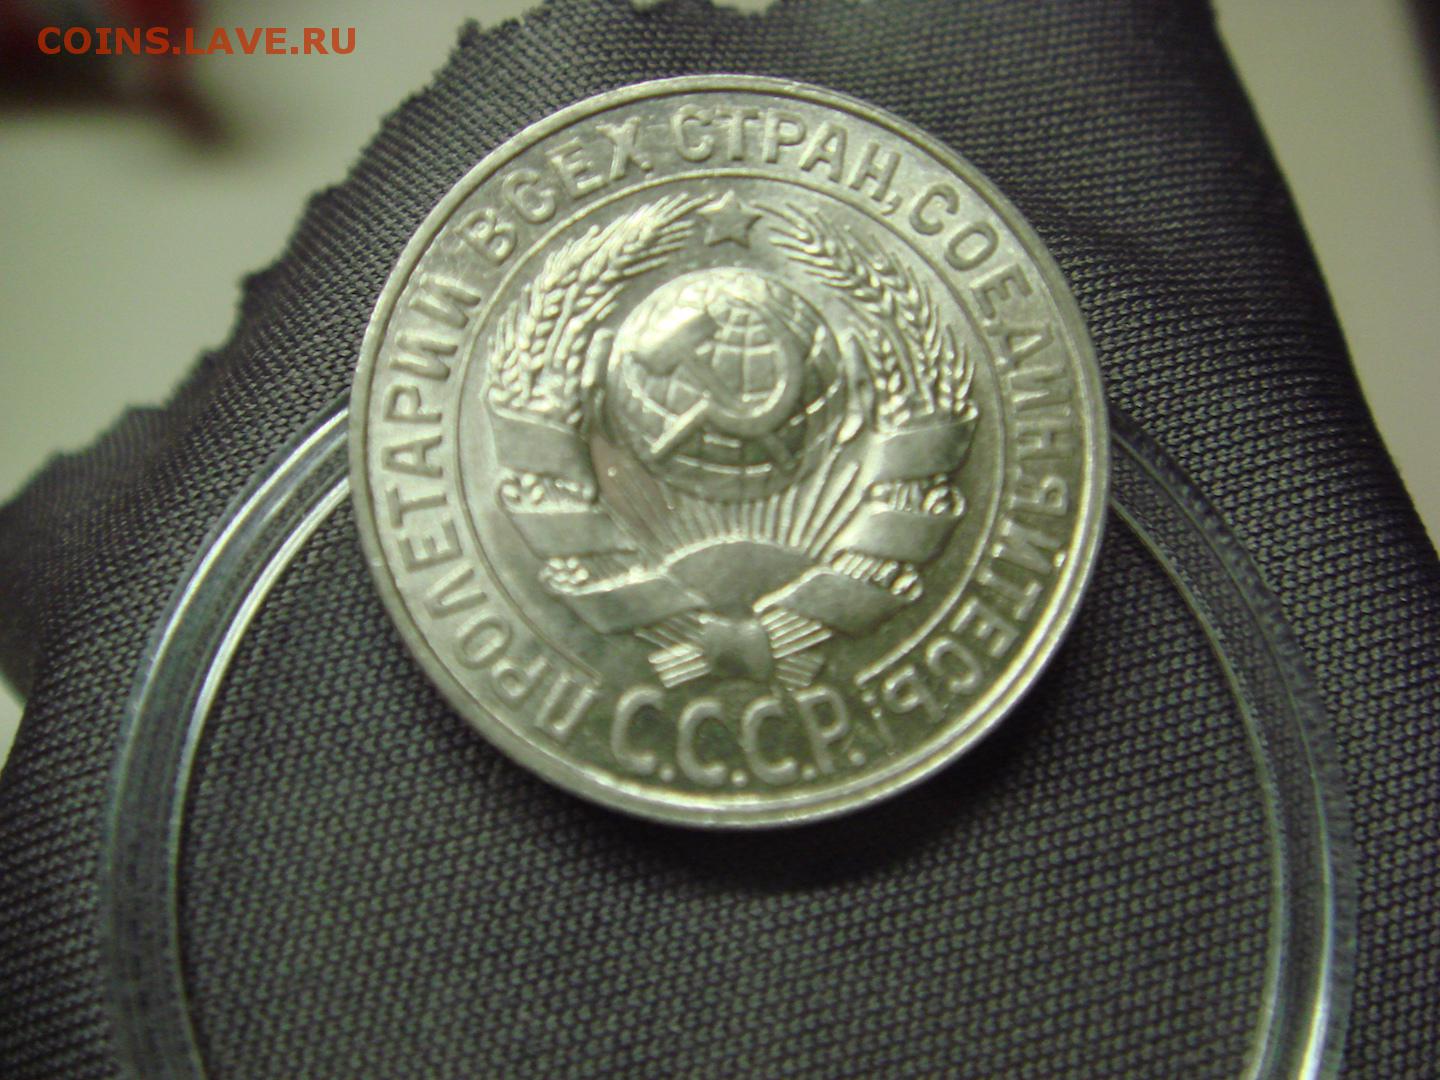 COINS.LAVE.RU
ПРОЛЕТАРИИ ВСЕХ СТРАН, СОЕДИНЯЙТЕСЬ!
С.С.С.Р.